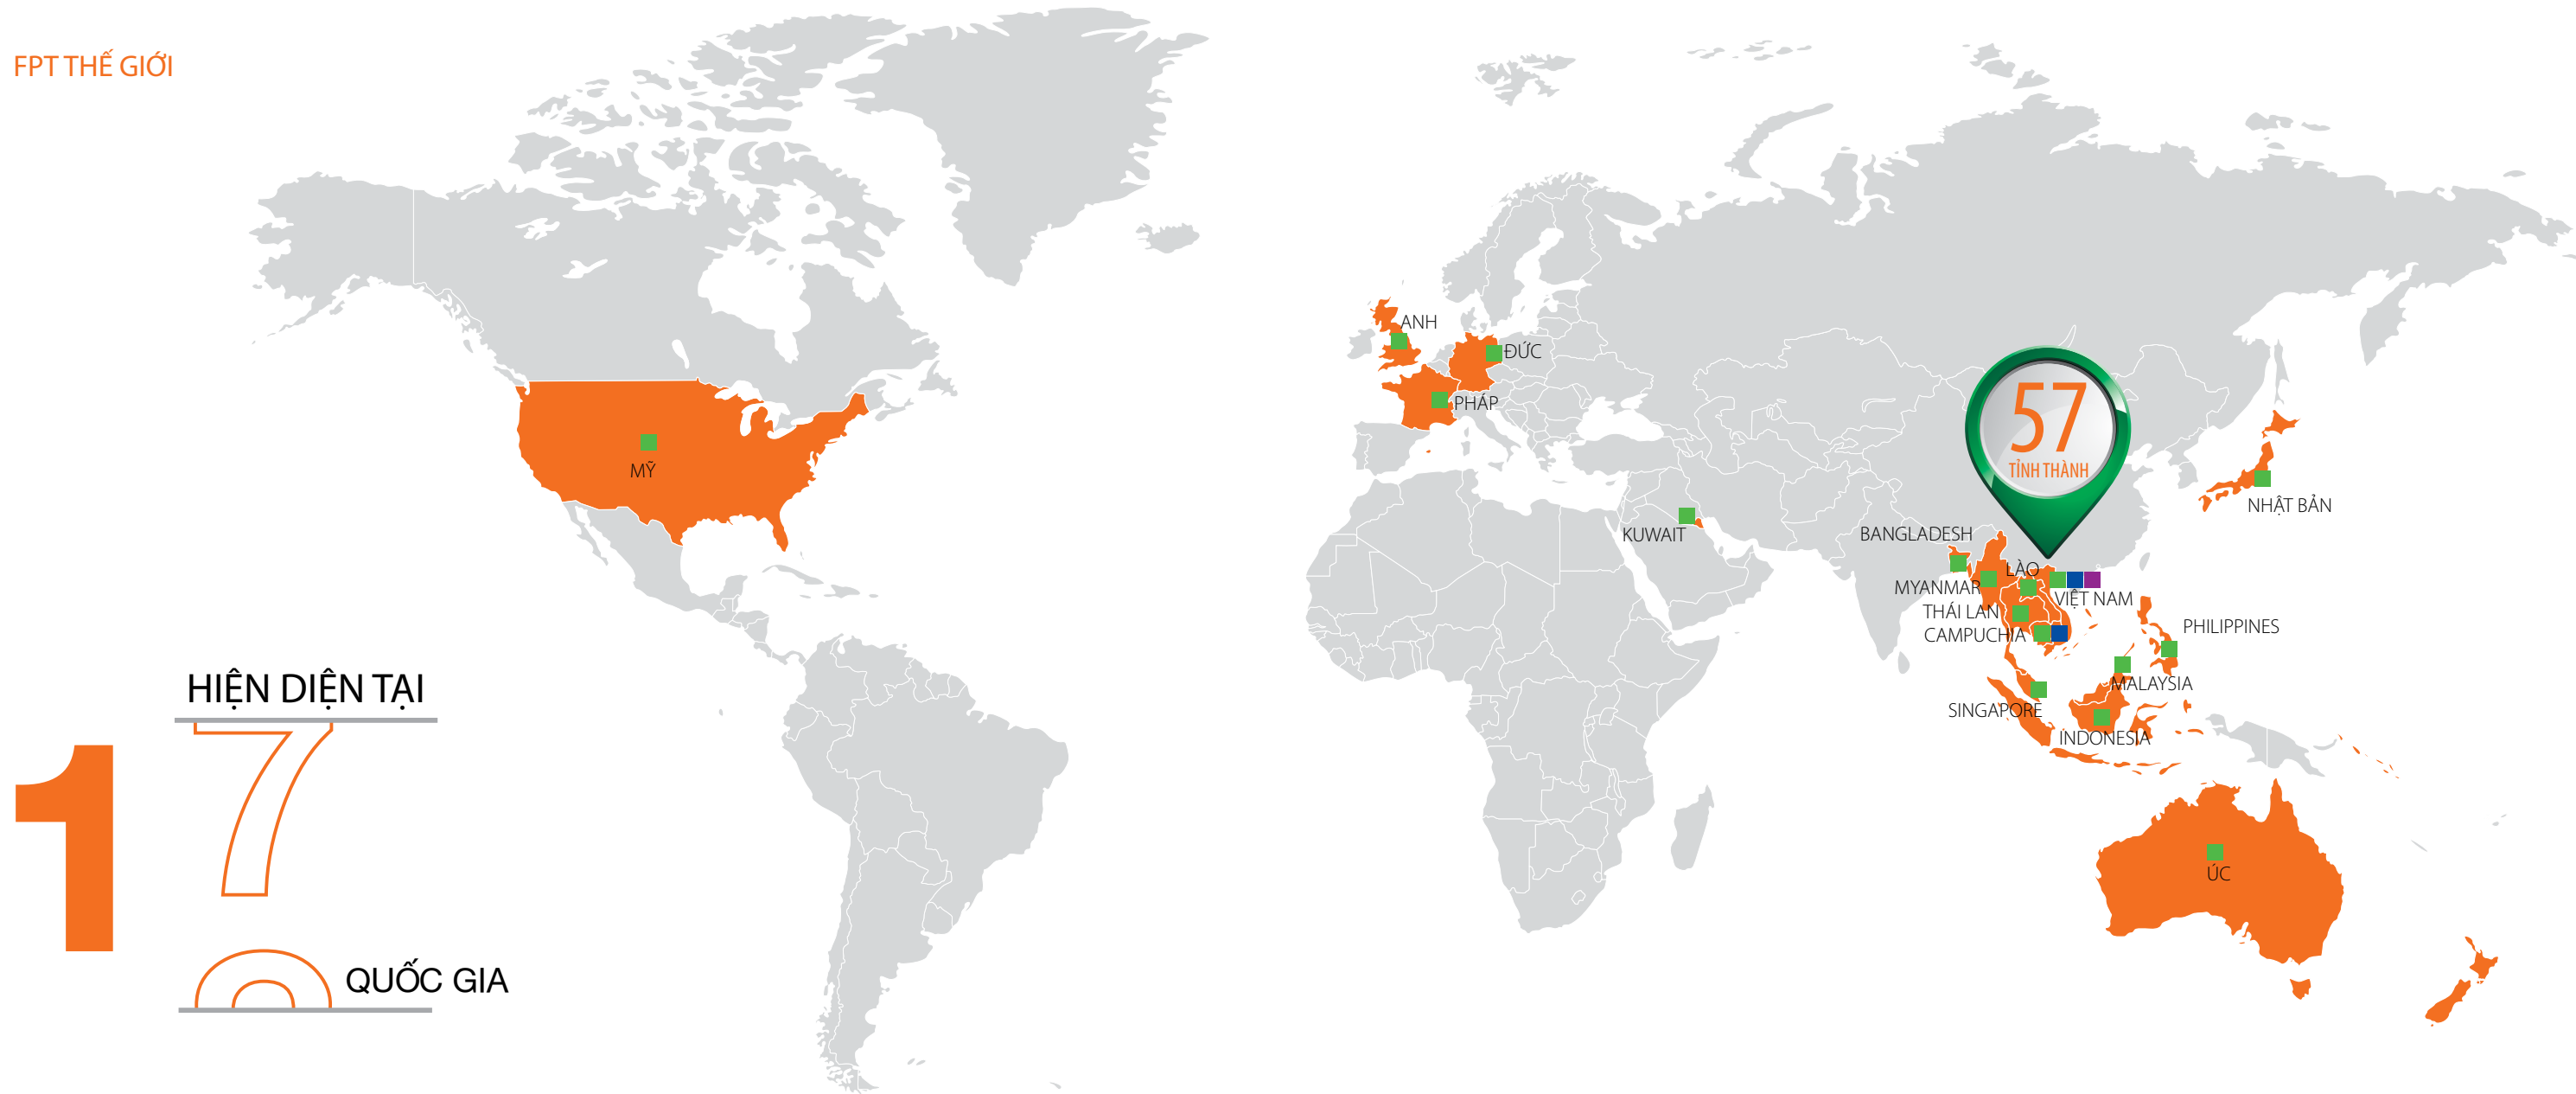 FPT THẾ GIỚI
ANH
ĐỨC
PHÁP
MỸ
57
TỈNH THÀNH
NHẬT BẢN
KUWAIT
BANGLADESH
LÀO
MYANMAR
VIỆT NAM
THÁI LAN
CAMPUCHIA
PHILIPPINES
MALAYSIA
SINGAPORE
INDONESIA
ÚC
HIỆN DIỆN TẠI
17
QUỐC GIA